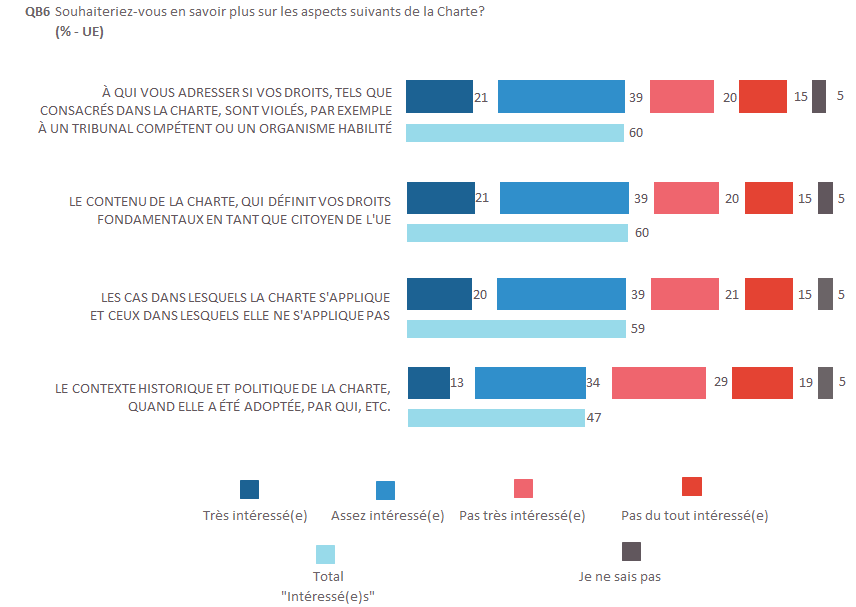 QB6 Souhaiteriez-vous en savoir plus sur les aspects suivants de la Charte?
(% - UE)
À QUI VOUS ADRESSER SI VOS DROITS, TELS QUE
CONSACRÉS DANS LA CHARTE, SONT VIOLÉS, PAR EXEMPLE
À UN TRIBUNAL COMPÉTENT OU UN ORGANISME HABILITÉ
21 39 20 15 5
60
LE CONTENU DE LA CHARTE, QUI DÉFINIT VOS DROITS
FONDAMENTAUX EN TANT QUE CITOYEN DE L'UE
21 39 20 15 5
60
LES CAS DANS LESQUELS LA CHARTE S'APPLIQUE
ET CEUX DANS LESQUELS ELLE NE S'APPLIQUE PAS
20 39 21 15 5
59
LE CONTEXTE HISTORIQUE ET POLITIQUE DE LA CHARTE,
QUAND ELLE A ÉTÉ ADOPTÉE, PAR QUI, ETC.
13 34 29 19 5
47
Très intéressé(e) Assez intéressé(e) Pas très intéressé(e) Pas du tout intéressé(e)
Total
"Intéressé(e)s"
Je ne sais pas